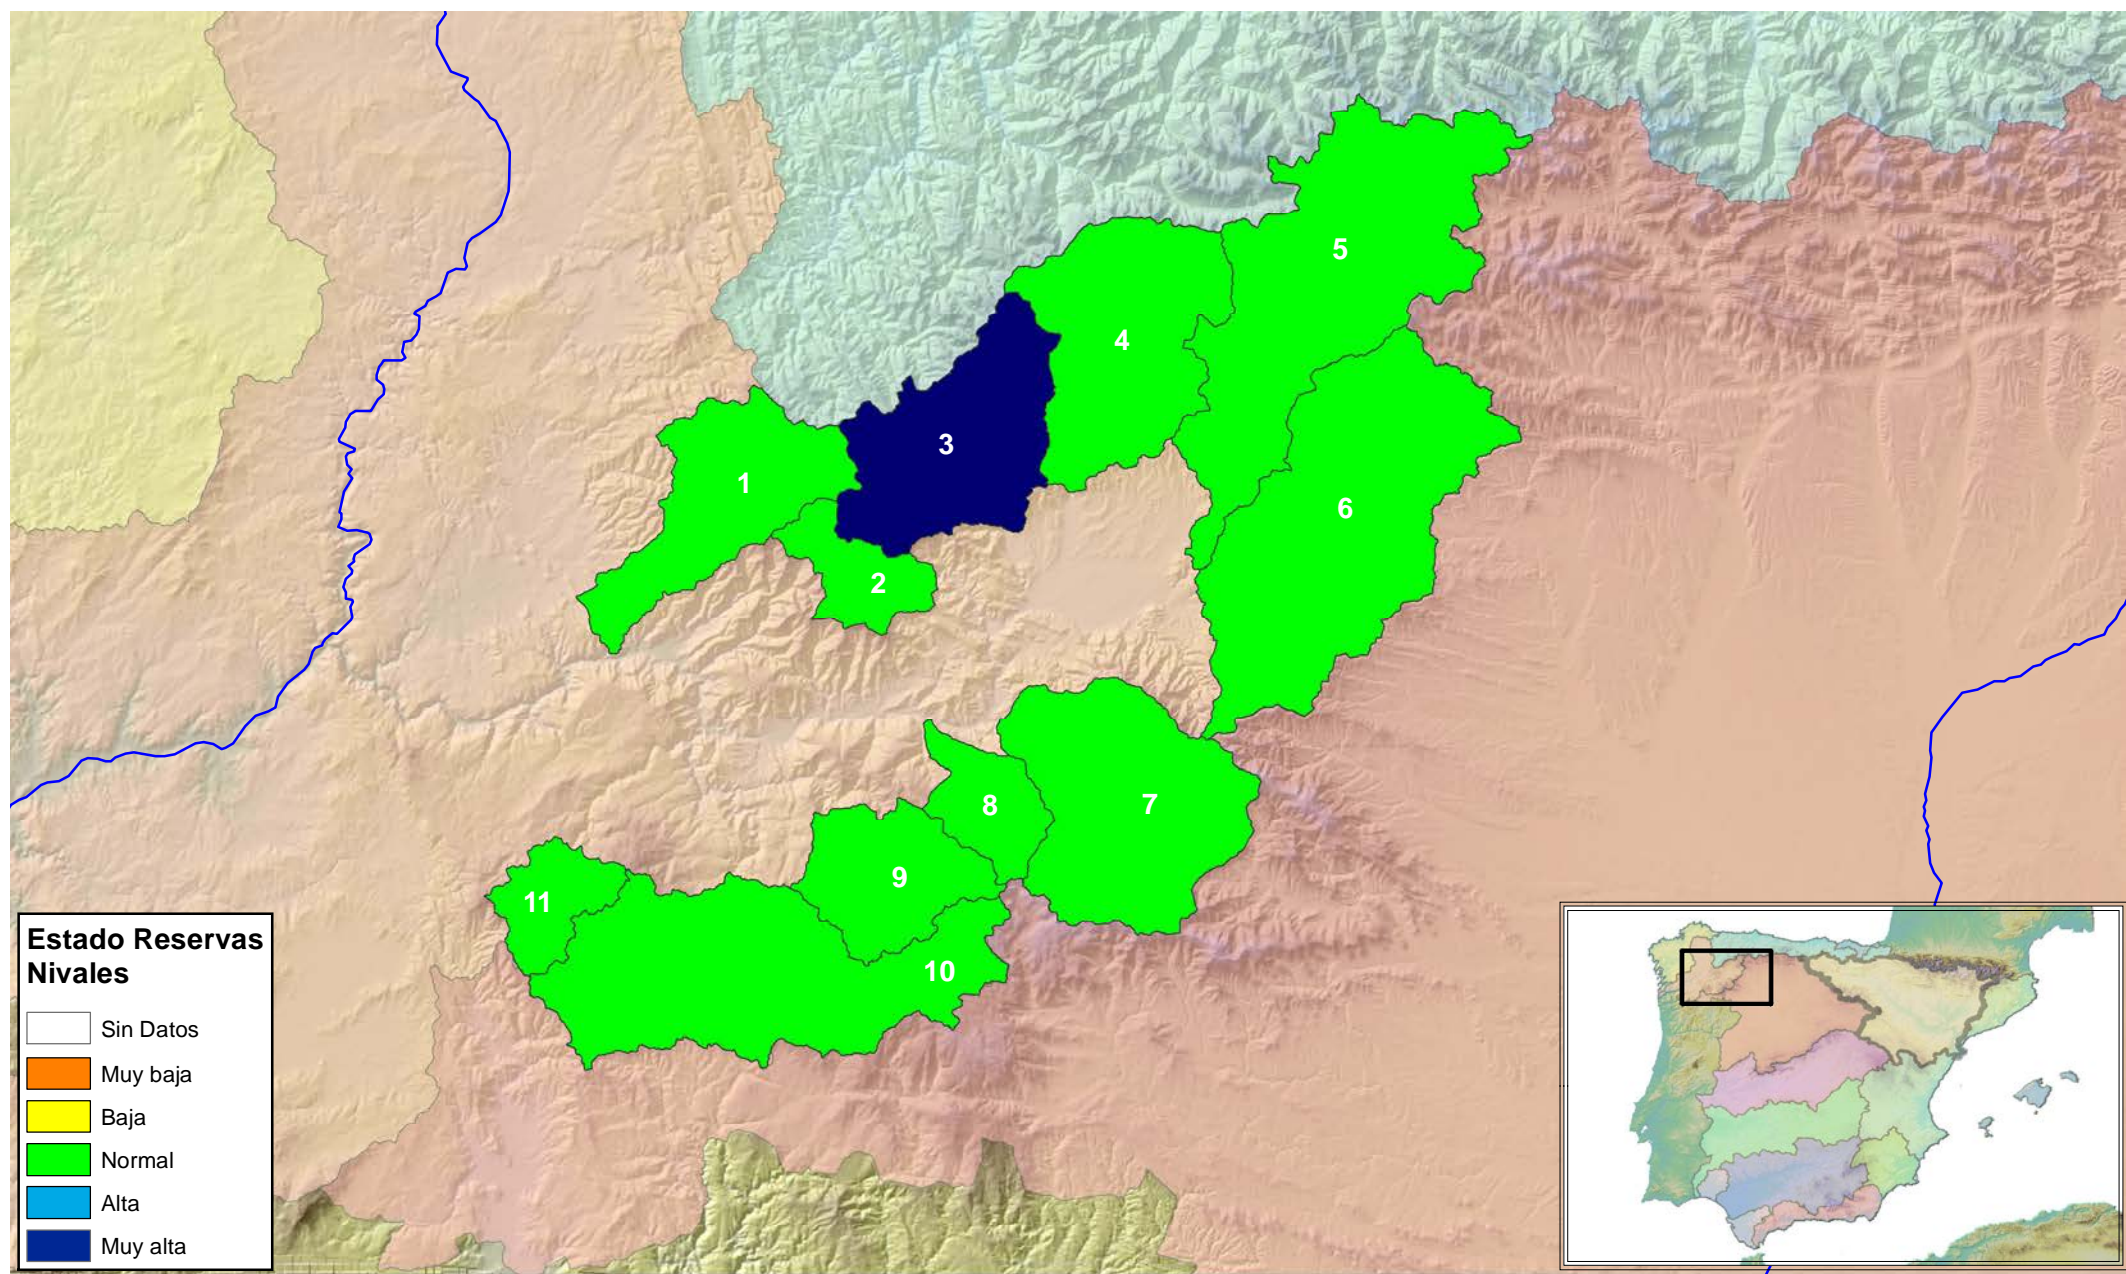 5
4
3
1
6
2
7
8
9
11
10
Estado Reservas
Nivales
Sin Datos
Muy baja
Baja
Normal
Alta
Muy alta